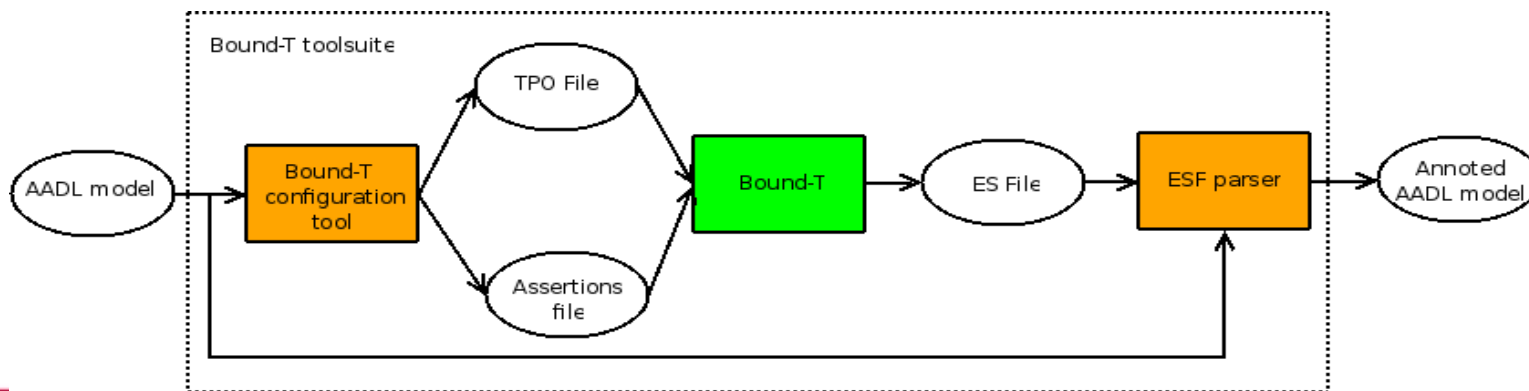 Bound-T toolsuite
TPO File
AADL model
Bound-T
configuration
tool
Bound-T
ES File
ESF parser
Annoted
AADL model
Assertions
file